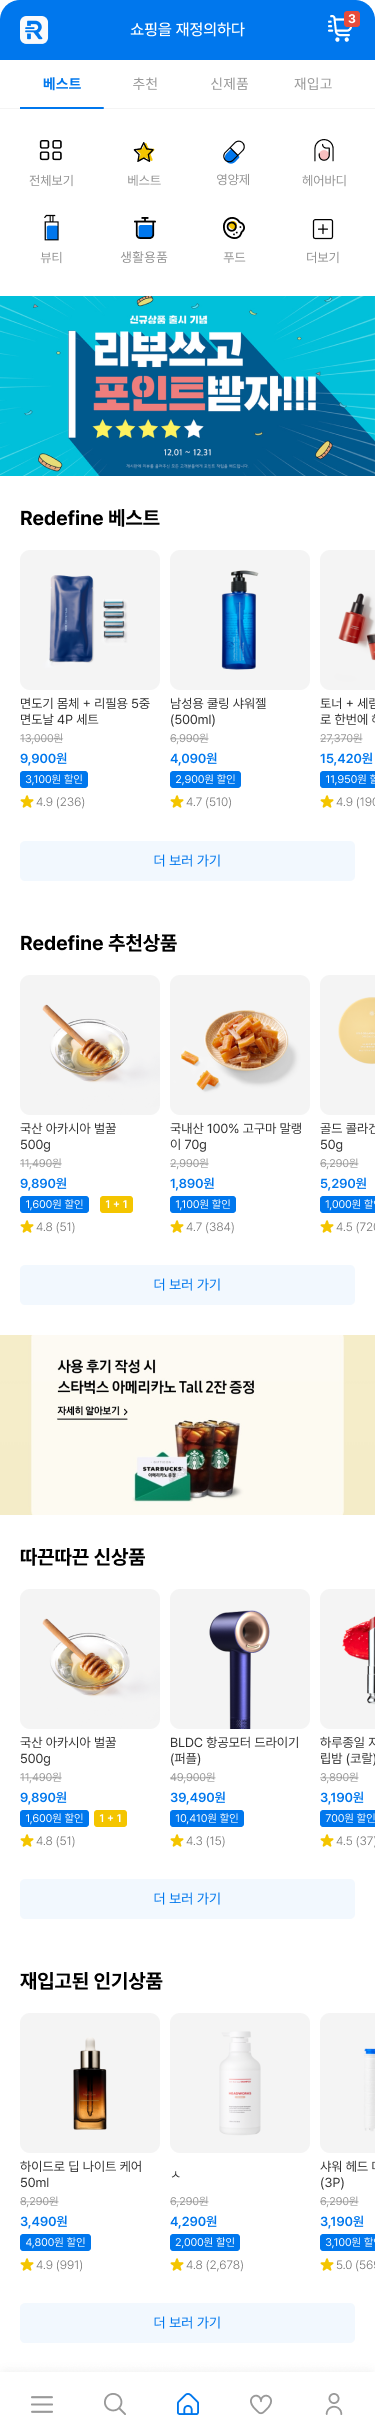 R
쇼핑을 재정의하다
3
베스트 추천 신제품 재입고
전체보기 베스트 영양제 헤어바디
뷰티 생활용품 푸드 더보기
신규상품 출시 기념
리뷰쓰고
포인트받자!!!
12.01 ~ 12.31
Redefine 베스트
면도기 몸체 + 리필용 5중
면도날 4P 세트
13,000원
9,900원
3,100원 할인
4.9 (236)
남성용 쿨링 샤워젤
(500ml)
6,990원
4,090원
2,900원 할인
4.7 (510)
토너 + 세럼
로 한번에
27,370원
15,420원
11,950원 할
4.9 (190
더 보러 가기
Redefine 추천상품
국산 아카시아 벌꿀
500g
11,490원
9,890원
1,600원 할인 1 + 1
4.8 (51)
국내산 100% 고구마 말랭
이 70g
2,990원
1,890원
1,100원 할인
4.7 (384)
골드 콜라겐
50g
6,290원
5,290원
1,000원 할
4.5 (720
더 보러 가기
사용 후기 작성 시
스타벅스 아메리카노 Tall 2잔 증정
자세히 알아보기 >
STARBUCKS
아메리카노 증정
따끈따끈 신상품
국산 아카시아 벌꿀
500g
11,490원
9,890원
1,600원 할인 1 + 1
4.8 (51)
BLDC 항공모터 드라이기
(퍼플)
49,900원
39,490원
10,410원 할인
4.3 (15)
하루종일 지
립밤 (코랄)
3,890원
3,190원
700원 할인
4.5 (37)
더 보러 가기
재입고된 인기상품
하이드로 딥 나이트 케어
50ml
8,290원
3,490원
4,800원 할인
4.9 (991)
ㅅ
6,290원
4,290원
2,000원 할인
4.8 (2,678)
샤워 헤드
(3P)
6,290원
3,190원
3,100원 할
5.0 (569
더 보러 가기